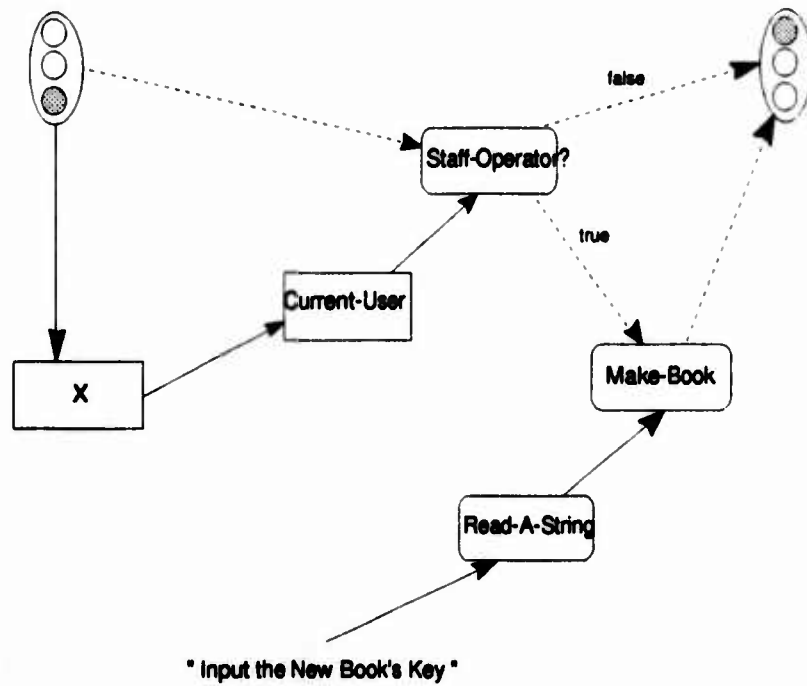 false
Staff-Operator?
true
Current-User
X
Make-Book
Read-A-String
" Input the New Book's Key "